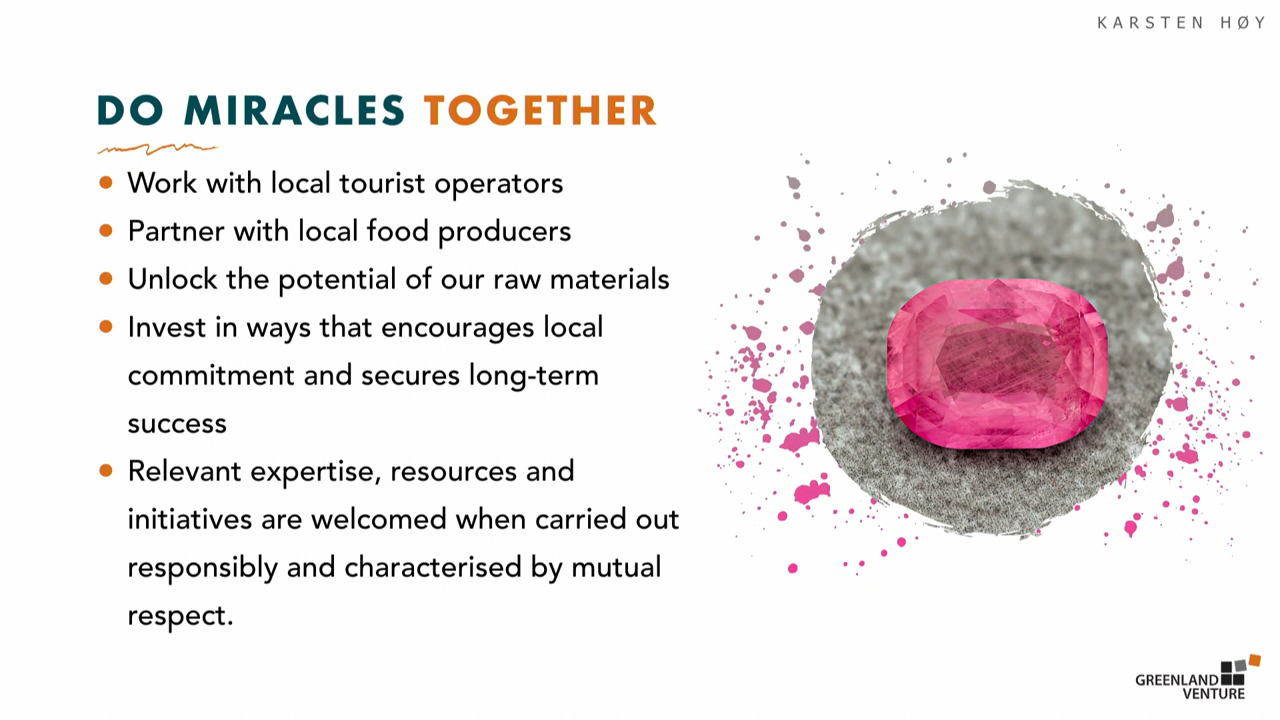 KARSTEN HØY
DO MIRACLES TOGETHER
Work with local tourist operators
Partner with local food producers
Unlock the potential of our raw materials
Invest in ways that encourages local
commitment and secures long-term
success
Relevant expertise, resources and
initiatives are welcomed when carried out
responsibly and characterised by mutual
respect.
GREENLAND
VENTURE